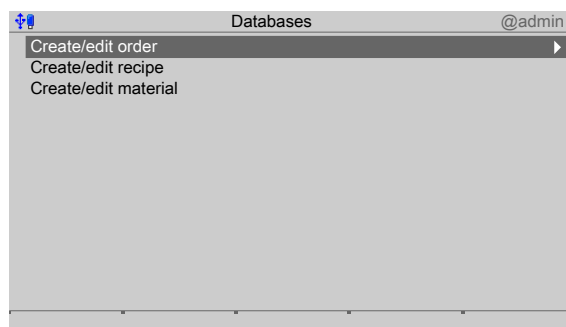 Databases @admin
Create/edit order
Create/edit recipe
Create/edit material